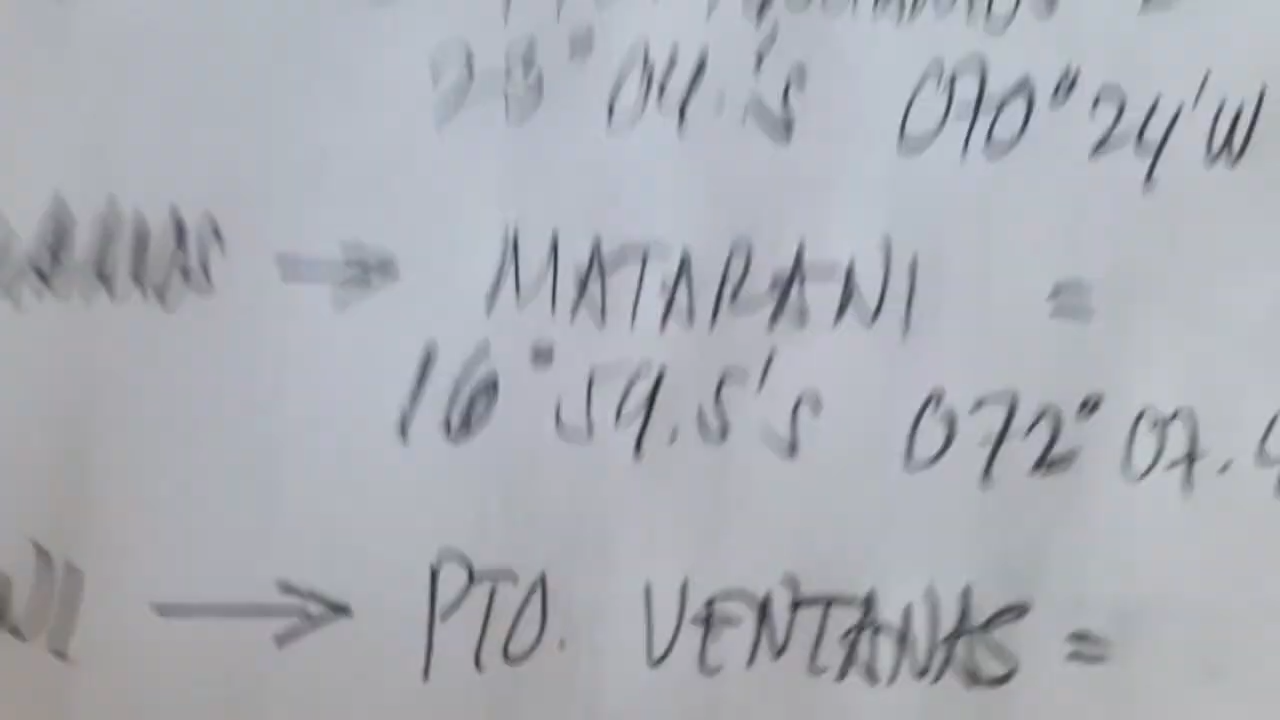 23°04.'S 070°24'W
→ MATARANI =
16°59.5'S 072°07.
→ PTO. VENTANAS =